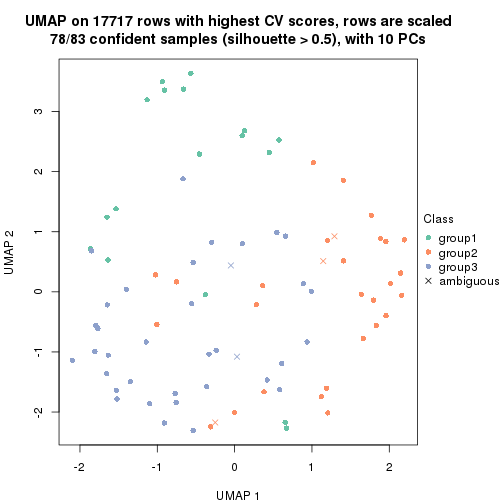 UMAP on 17717 rows with highest CV scores, rows are scaled
78/83 confident samples (silhouette > 0.5), with 10 PCs
UMAP 2
3
2
1
0
-1
-2
-2
-1
0
1
2
UMAP 1
Class
group1
group2
group3
ambiguous